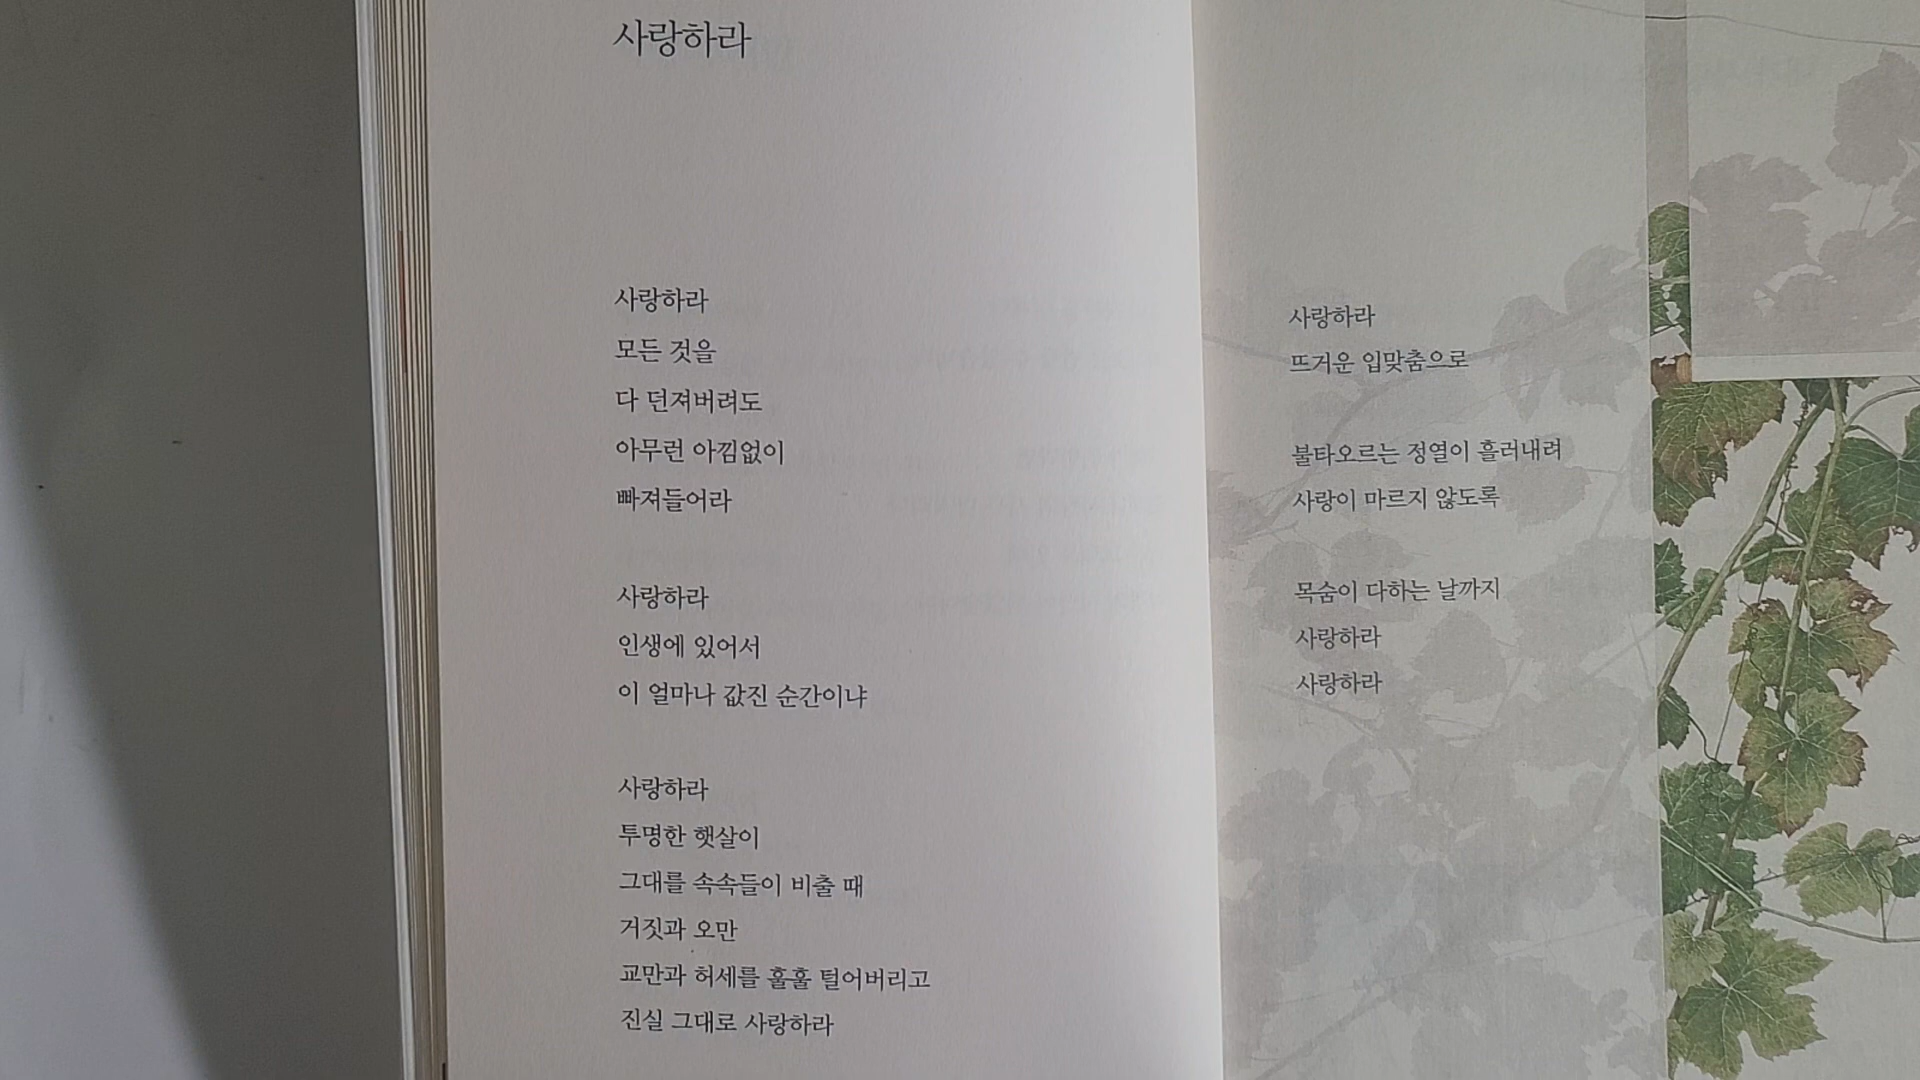 사랑하라
사랑하라
모든 것을
다 던져버려도
아무런 아낌없이
빠져들어라
사랑하라
인생에 있어서
이 얼마나 값진 순간이냐
사랑하라
투명한 햇살이
그대를 속속들이 비출 때
거짓과 오만
교만과 허세를 훌훌 털어버리고
진실 그대로 사랑하라
사랑하라
뜨거운 입맞춤으로
불타오르는 정열이 흘러내려
사랑이 마르지 않도록
목숨이 다하는 날까지
사랑하라
사랑하라